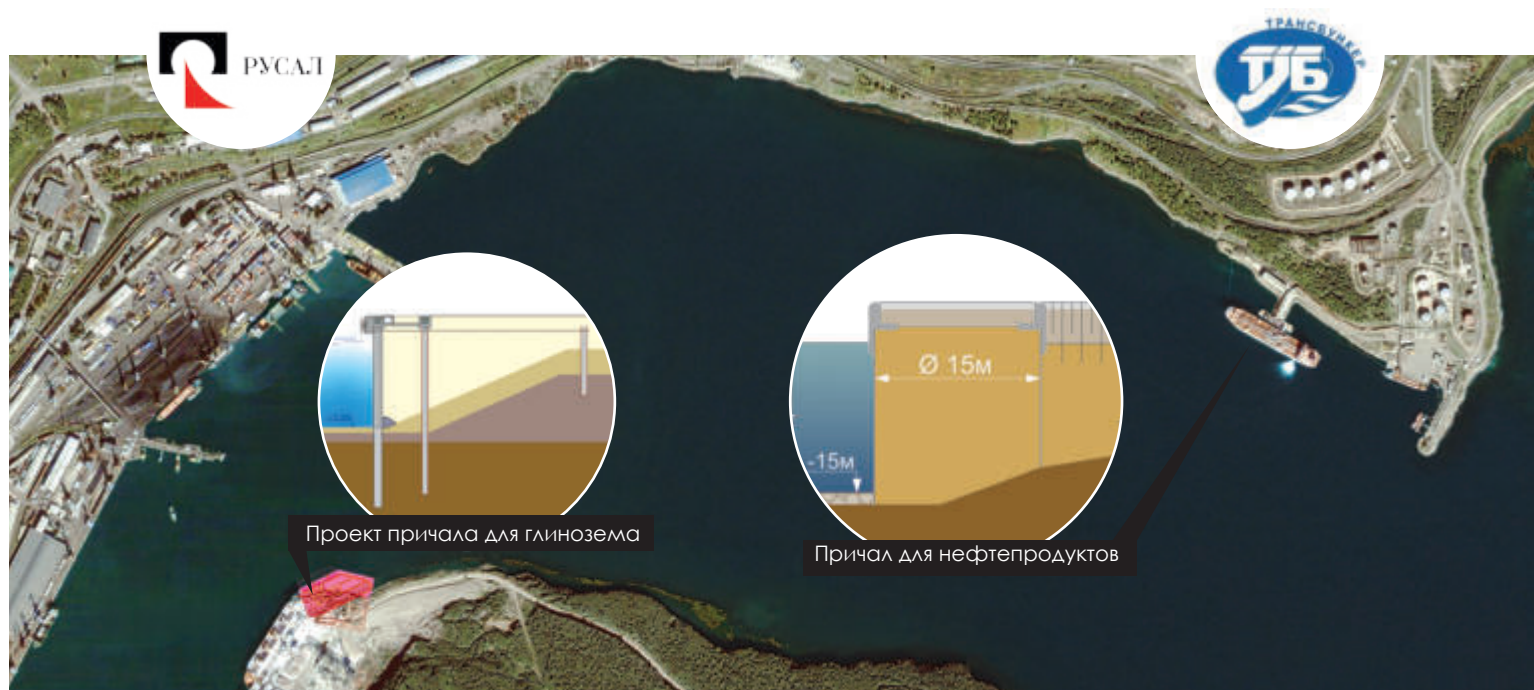 РУСАЛ
ТРАНСБУНКЕР
ТБ
Ø 15м
-15м
Проект причала для глинозема
Причал для нефтепродуктов